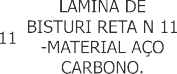 LAMINA DE
BISTURI RETA N 11
11
-MATERIAL AÇO
CARBONO.